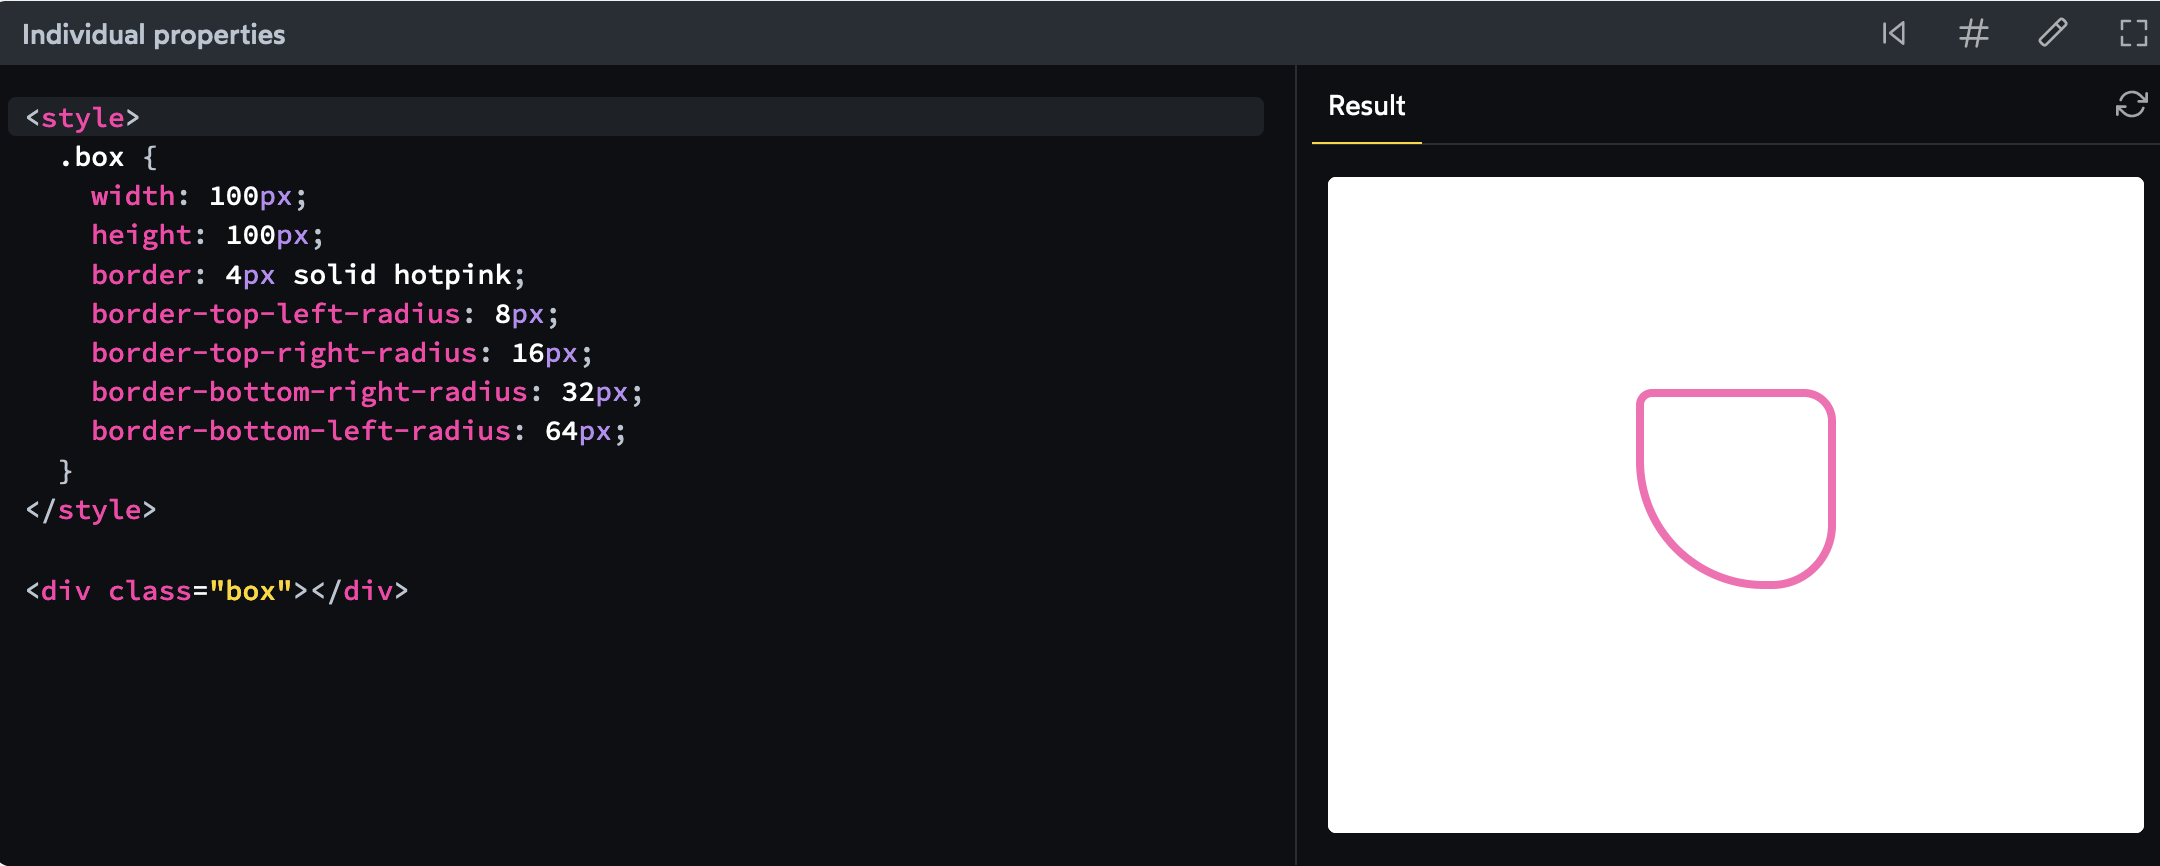 Individual properties
<style>
.box {
width: 100px;
height: 100px;
border: 4px solid hotpink;
border-top-left-radius: 8px;
border-top-right-radius: 16px;
border-bottom-right-radius: 32px;
border-bottom-left-radius: 64px;
}
</style>
<div class="box"></div>
Result